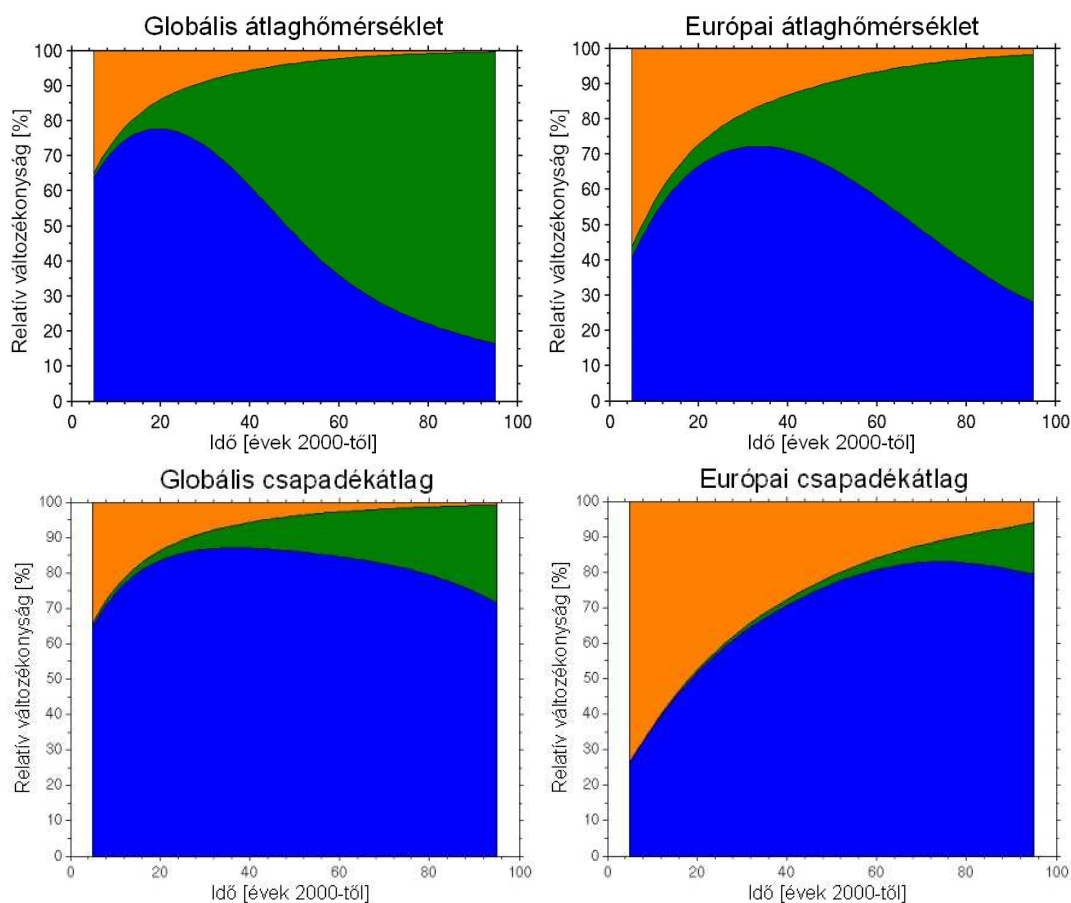 Globális átlaghőmérséklet
Relatív változékonyság [%]
100
90
80
70
60
50
40
30
20
10
0
0 20 40 60 80 100
Idő [évek 2000-től]
Európai átlaghőmérséklet
Relatív változékonyság [%]
100
90
80
70
60
50
40
30
20
10
0
0 20 40 60 80 100
Idő [évek 2000-től]
Globális csapadékátlag
Relatív változékonyság [%]
100
90
80
70
60
50
40
30
20
10
0
0 20 40 60 80 100
Idő [évek 2000-től]
Európai csapadékátlag
Relatív változékonyság [%]
100
90
80
70
60
50
40
30
20
10
0
0 20 40 60 80 100
Idő [évek 2000-től]